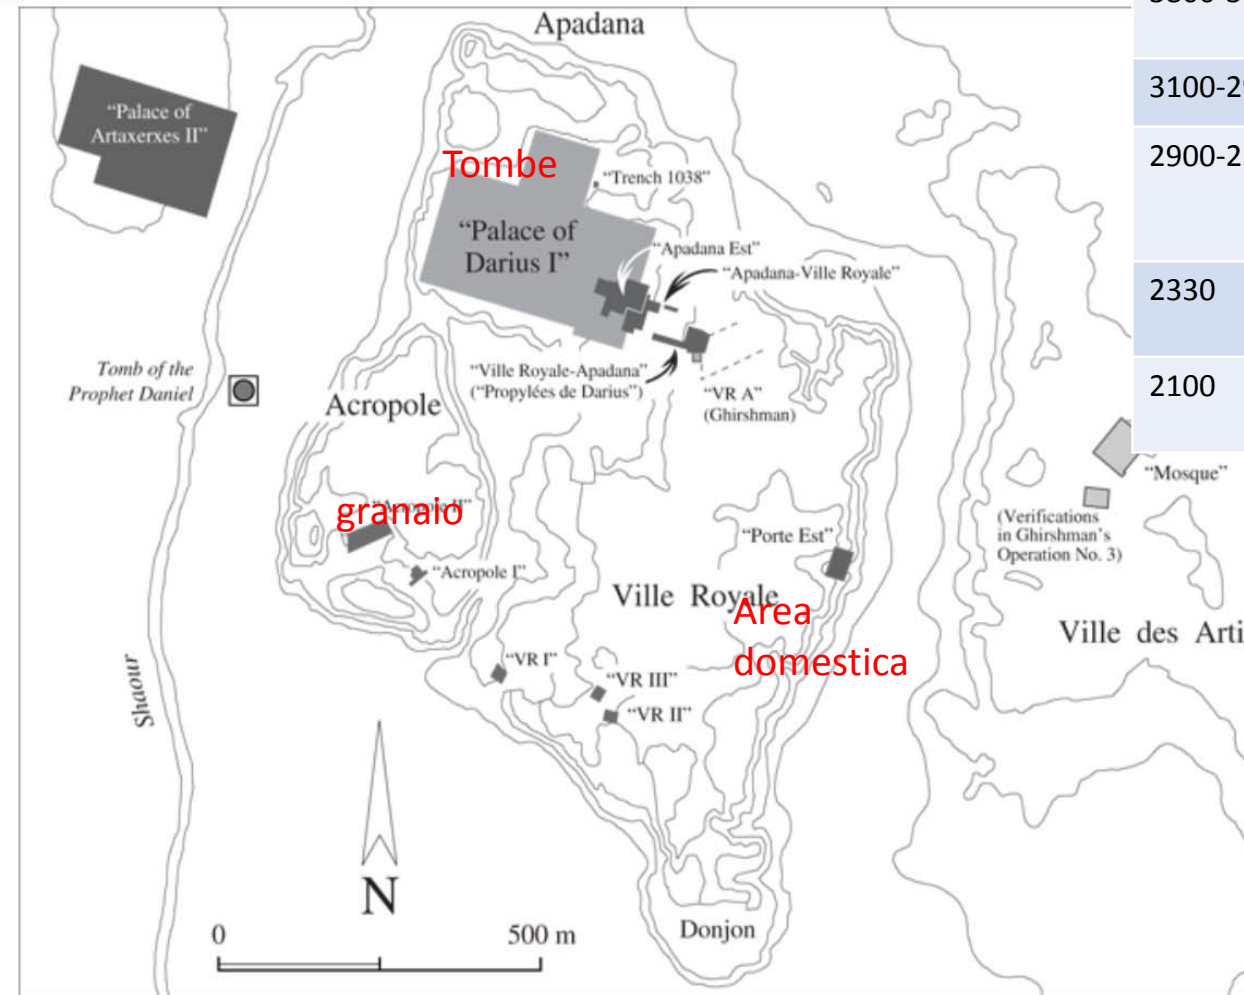 Apadana
“Palace of
Artaxerxes II”
Tombe
“Trench 1038”
“Palace of
Darius I”
“Apadana Est”
“Apadana-Ville Royale”
Tomb of the
Prophet Daniel
“Ville Royale-Apadana”
(“Propylées de Darius”)
“VR A”
(Ghirshman)
Acropole
“Acropole II”
granaio
“Acropole I”
“Porte Est”
“Mosque”
(Verifications
in Ghirshman’s
Operation No. 3)
Ville Royale
Area
domestica
Ville des Arti
“VR I”
“VR III”
“VR II”
Shaour
N
0
500 m
Donjon
3100-2
2900-2
2330
2100